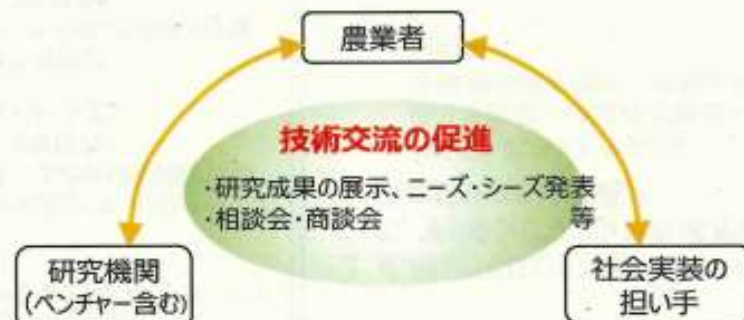 農業者
技術交流の促進
・研究成果の展示、ニーズ・シーズ発表
・相談会・商談会 等
研究機関
(ベンチャー含む)
社会実装の
担い手